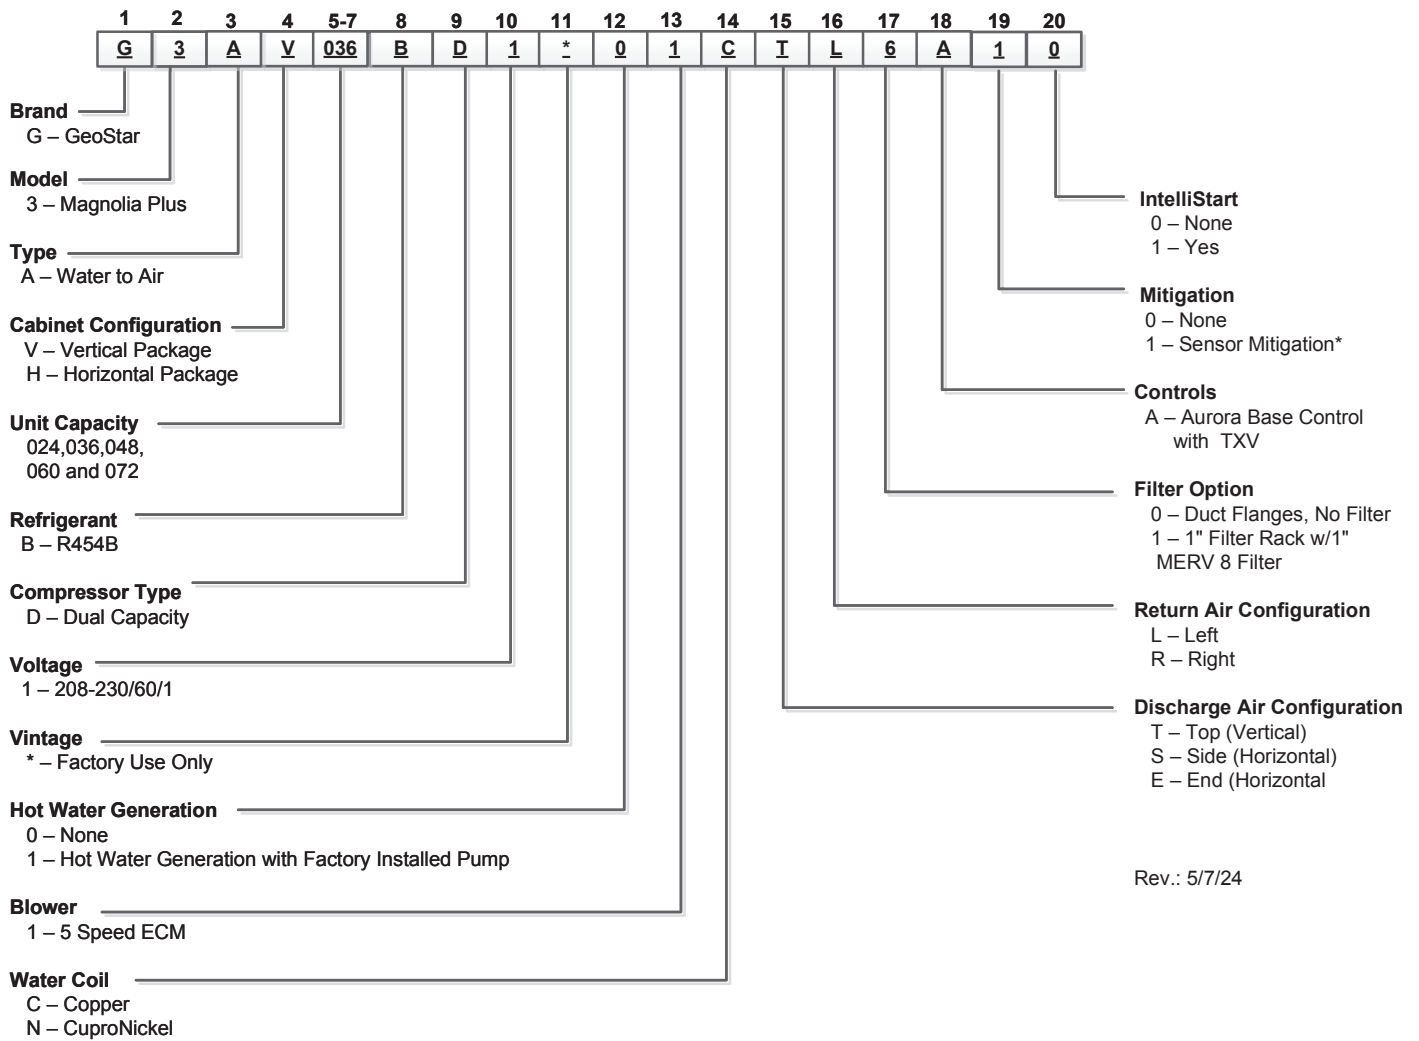 1 2 3 4 5-7 8 9 10 11 12 13 14 15 16 17 18 19 20
G 3 A V 036 B D 1 * 0 1 C T L 6 A 1 0
Brand
G – GeoStar
Model
3 – Magnolia Plus
Type
A – Water to Air
Cabinet Configuration
V – Vertical Package
H – Horizontal Package
Unit Capacity
024,036,048,
060 and 072
Refrigerant
B – R454B
Compressor Type
D – Dual Capacity
Voltage
1 – 208-230/60/1
Vintage
* – Factory Use Only
Hot Water Generation
0 – None
1 – Hot Water Generation with Factory Installed Pump
Blower
1 – 5 Speed ECM
Water Coil
C – Copper
N – CuproNickel
IntelliStart
0 – None
1 – Yes
Mitigation
0 – None
1 – Sensor Mitigation*
Controls
A – Aurora Base Control
with TXV
Filter Option
0 – Duct Flanges, No Filter
1 – 1" Filter Rack w/1"
MERV 8 Filter
Return Air Configuration
L – Left
R – Right
Discharge Air Configuration
T – Top (Vertical)
S – Side (Horizontal)
E – End (Horizontal
Rev.: 5/7/24